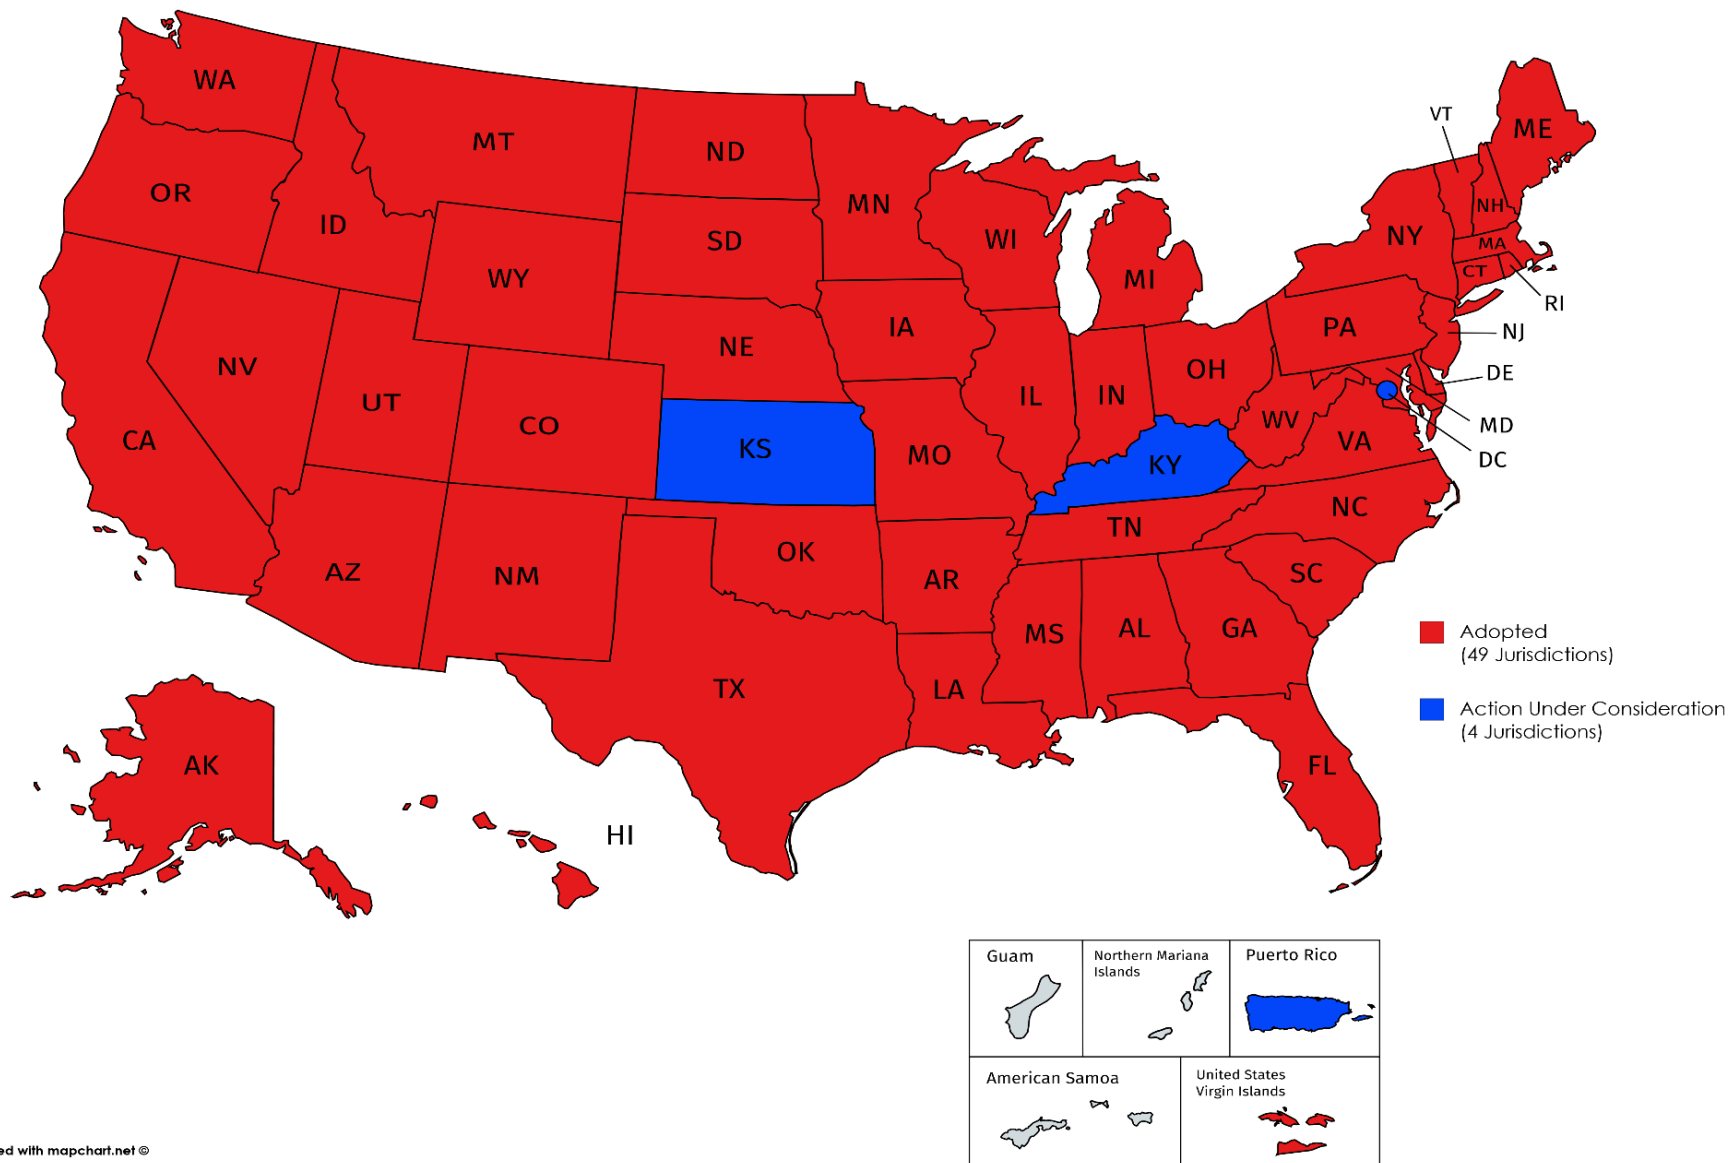 WA
MT
ND
MN
OR
ID
SD
WI
MI
WY
IA
NE
NV
UT
CO
CA
KS
MO
IL
IN
OH
PA
NY
VT
ME
NH
MA
CT
RI
NJ
DE
MD
DC
WV
VA
KY
NC
TN
SC
AZ
NM
OK
AR
MS
AL
GA
TX
LA
FL
AK
HI
Adopted
(49 Jurisdictions)
Action Under Consideration
(4 Jurisdictions)
Guam
Northern Mariana
Islands
Puerto Rico
American Samoa
United States
Virgin Islands
ed with mapchart.net ©